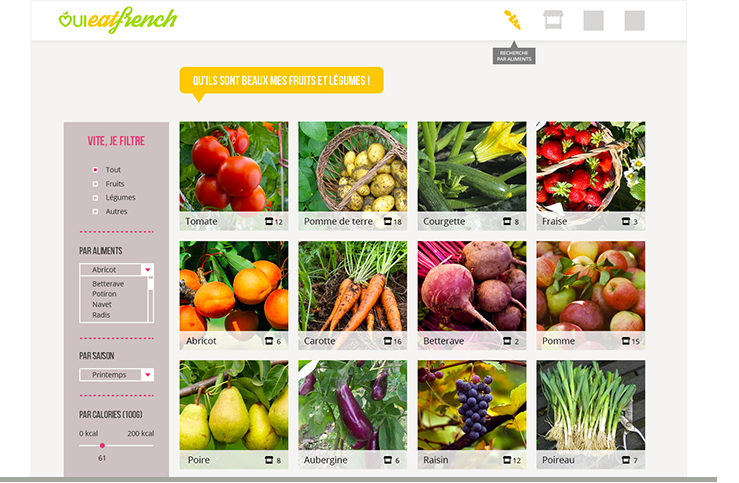 OUI eat french
RECHERCHE
PAR ALIMENTS
QU'ILS SONT BEAUX MES FRUITS ET LÉGUMES !
VITE, JE FILTRE
Tout
Fruits
Légumes
Autres
PAR ALIMENTS
Abricot
Betterave
Potiron
Navet
Radis
PAR SAISON
Printemps
PAR CALORIES (100G)
0 kcal 200 kcal
61
Tomate 12
Pomme de terre 18
Courgette 8
Fraise 3
Abricot 6
Carotte 16
Betterave 2
Pomme 15
Poire 8
Aubergine 6
Raisin 12
Poireau 7